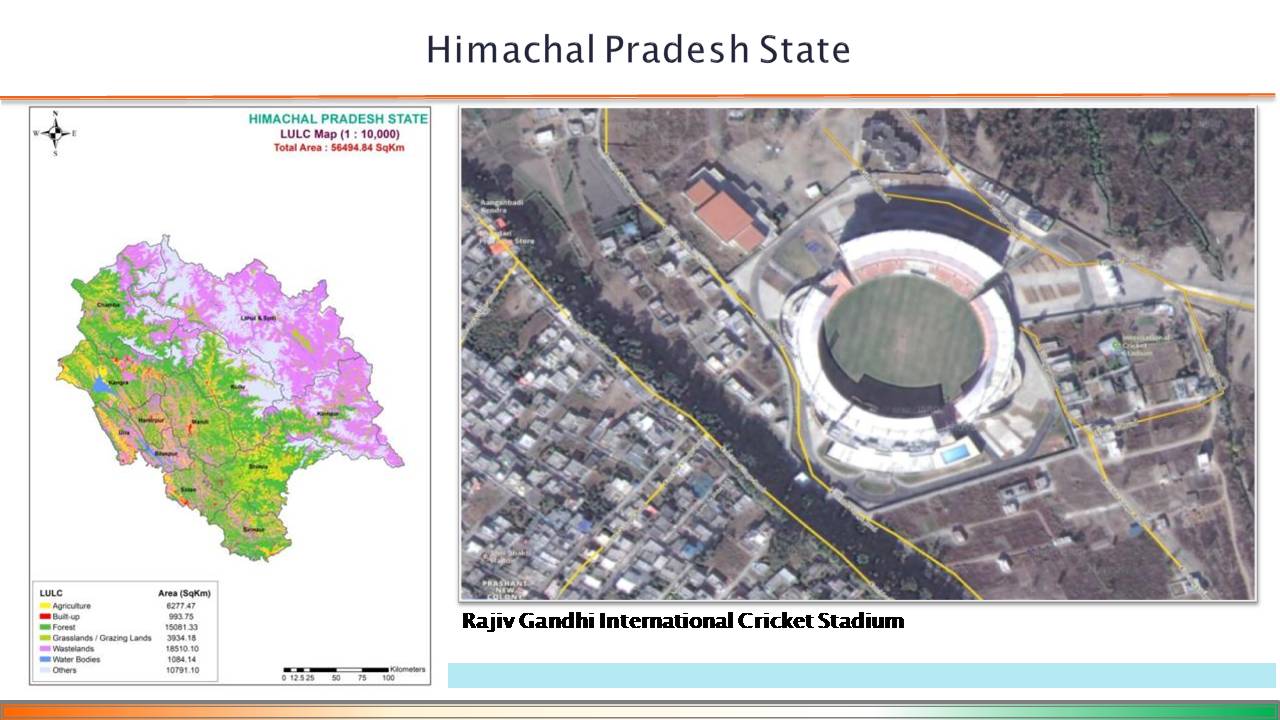 Himachal Pradesh State
N
W E
S
HIMACHAL PRADESH STATE
LULC Map (1 : 10,000)
Total Area : 56494.84 SqKm
Chamba
Lahul & Spiti
Kangra
Kullu
Hamirpur
Mandi
Kinnaur
Una
Bilaspur
Shimla
Solan
Sirmaur
LULC Area (SqKm)
Agriculture 6277.47
Built-up 993.75
Forest 15081.33
Grasslands / Grazing Lands 3934.18
Wastelands 18510.10
Water Bodies 1084.14
Others 10791.10
Kilometers
0 12.5 25 50 75 100
Aanganbadi
Kendra
Store
International
Cricket
Stadium
PRASHANT
NEW
COLONY
Rajiv Gandhi International Cricket Stadium